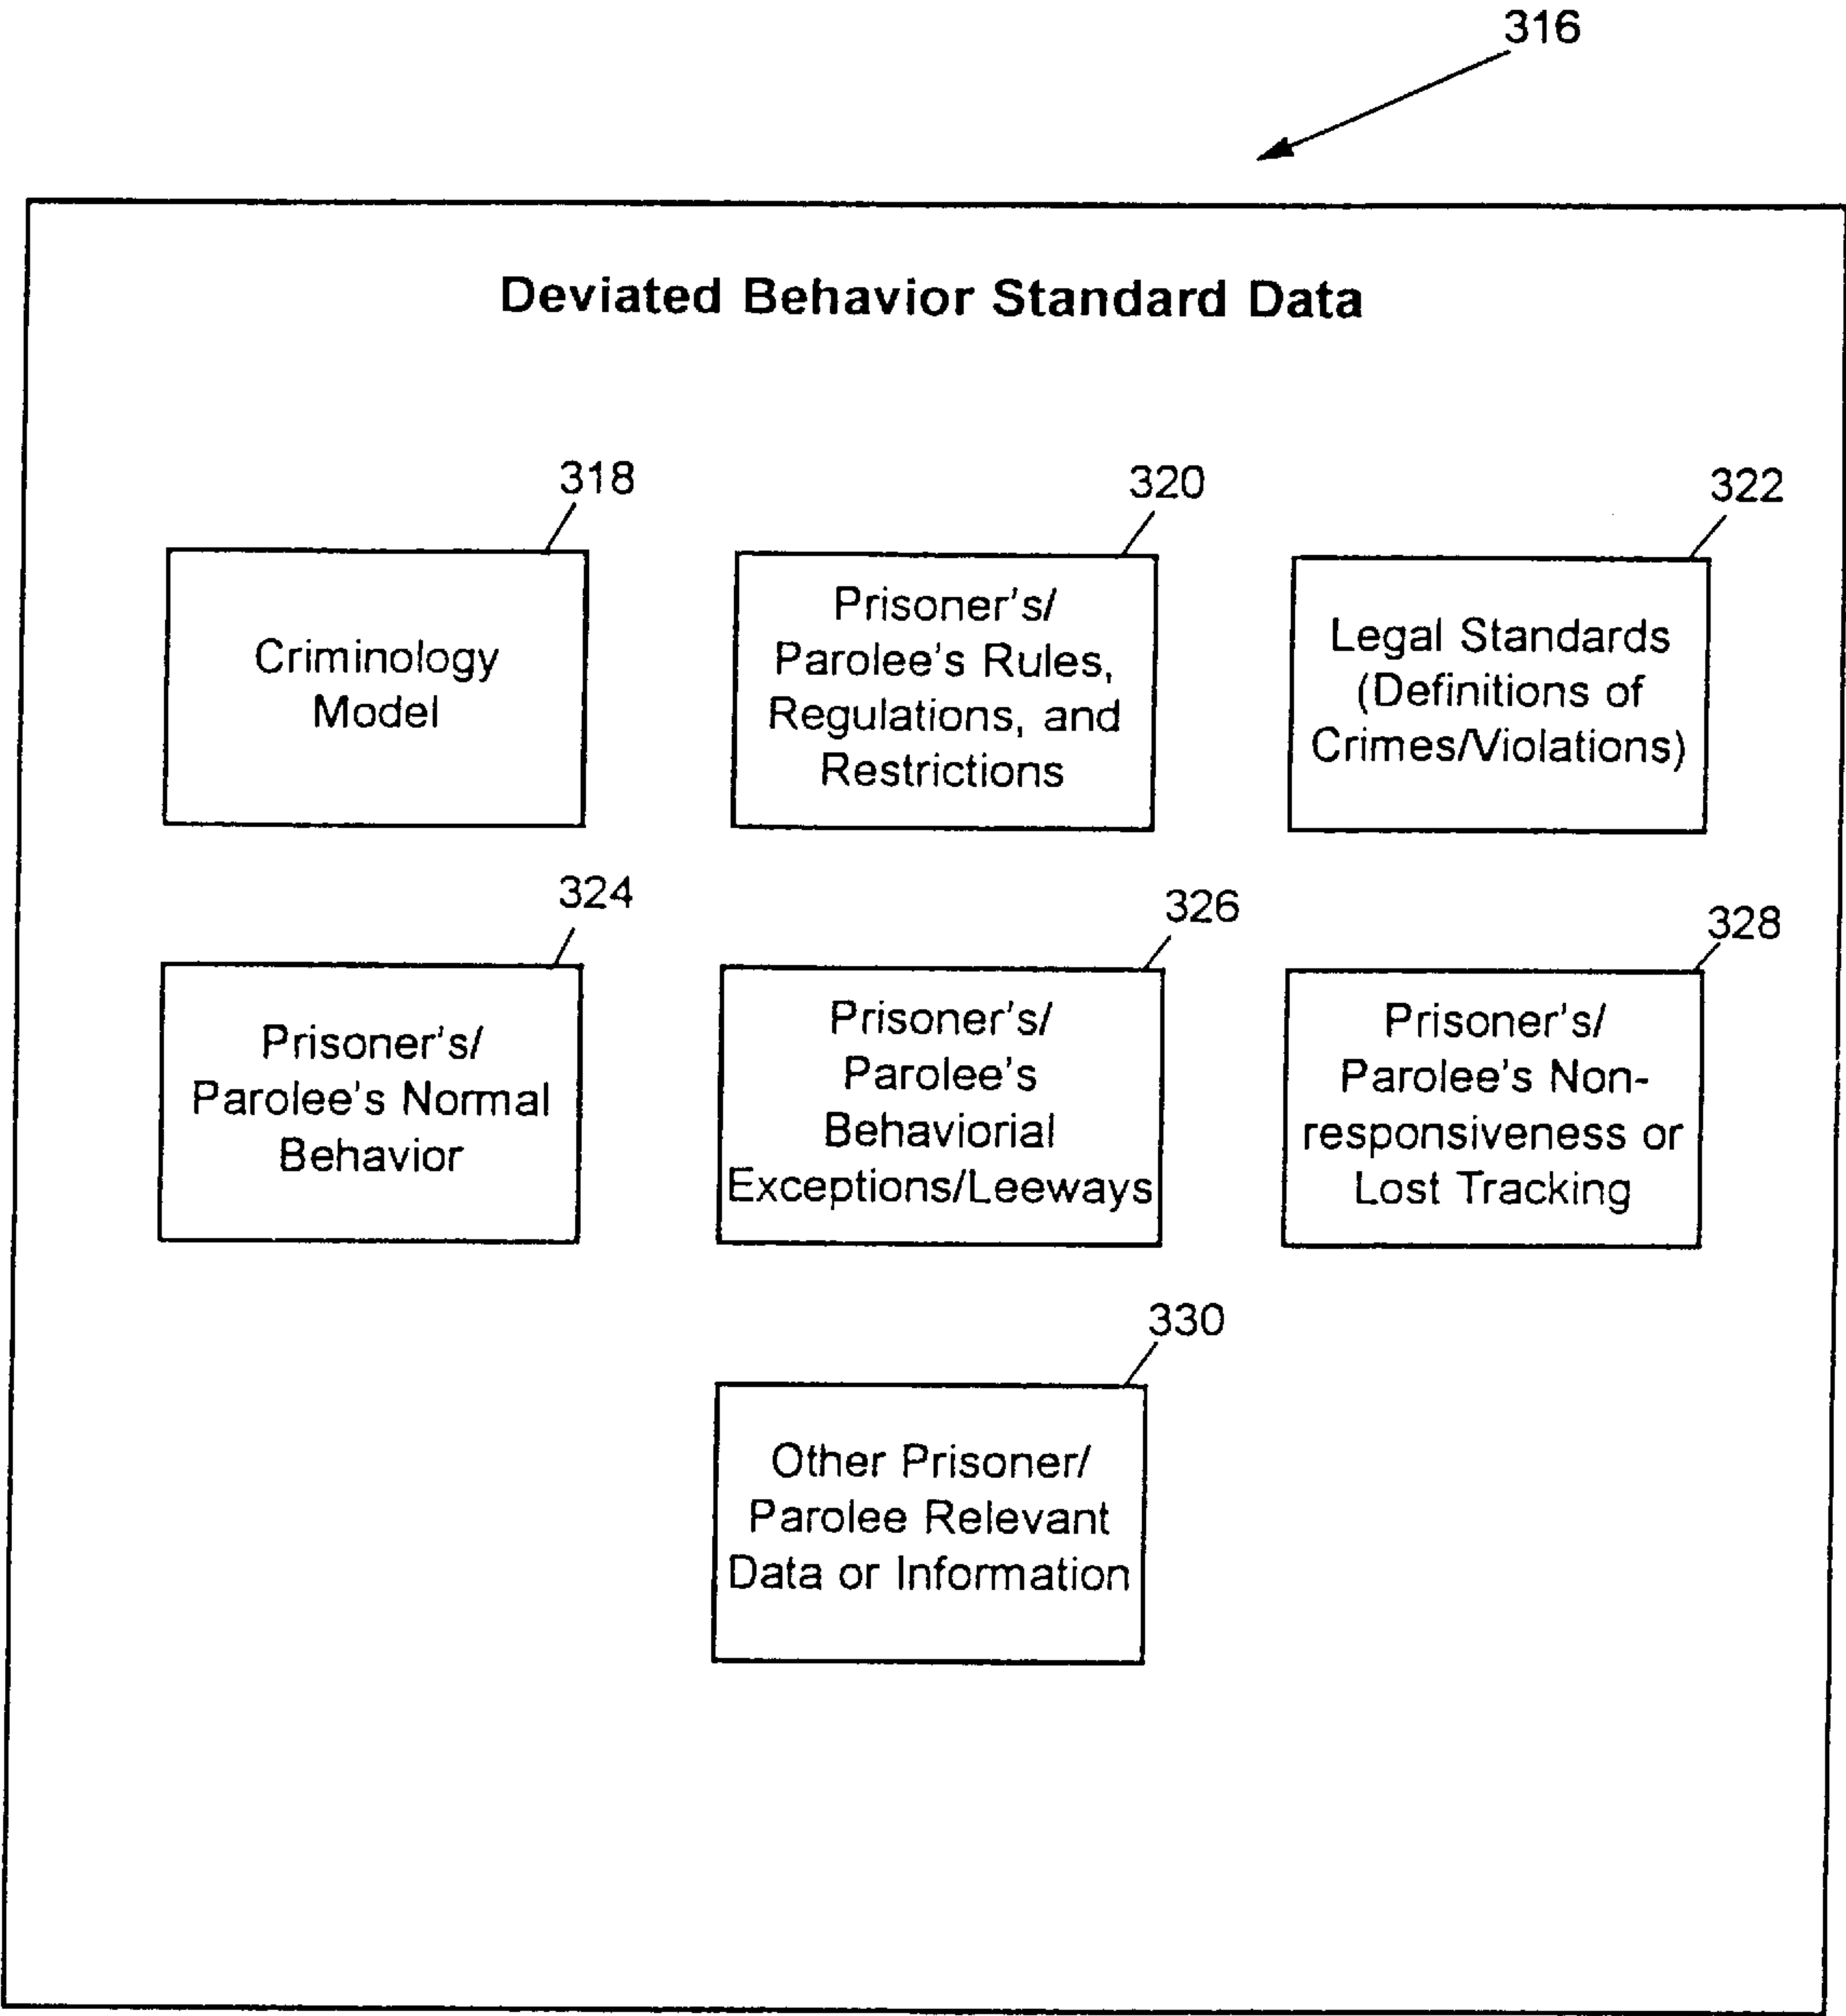 316
Deviated Behavior Standard Data
318
Criminology
Model
320
Prisoner's/
Parolee's Rules,
Regulations, and
Restrictions
322
Legal Standards
(Definitions of
Crimes/Violations)
324
Prisoner's/
Parolee's Normal
Behavior
326
Prisoner's/
Parolee's
Behaviorial
Exceptions/Leeways
328
Prisoner's/
Parolee's Non-
responsiveness or
Lost Tracking
330
Other Prisoner/
Parolee Relevant
Data or Information